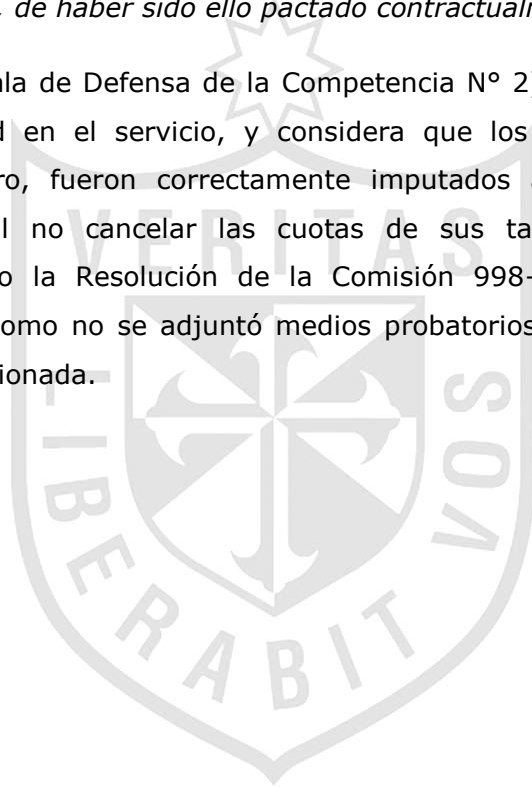 , de haber sido ello pactado contractual
ala de Defensa de la Competencia N° 2)
d en el servicio, y considera que los
ro, fueron correctamente imputados
l no cancelar las cuotas de sus ta
o la Resolución de la Comisión 998-
omo no se adjuntó medios probatorios
ionada.
VERITAS
LIBERABIT
VOS